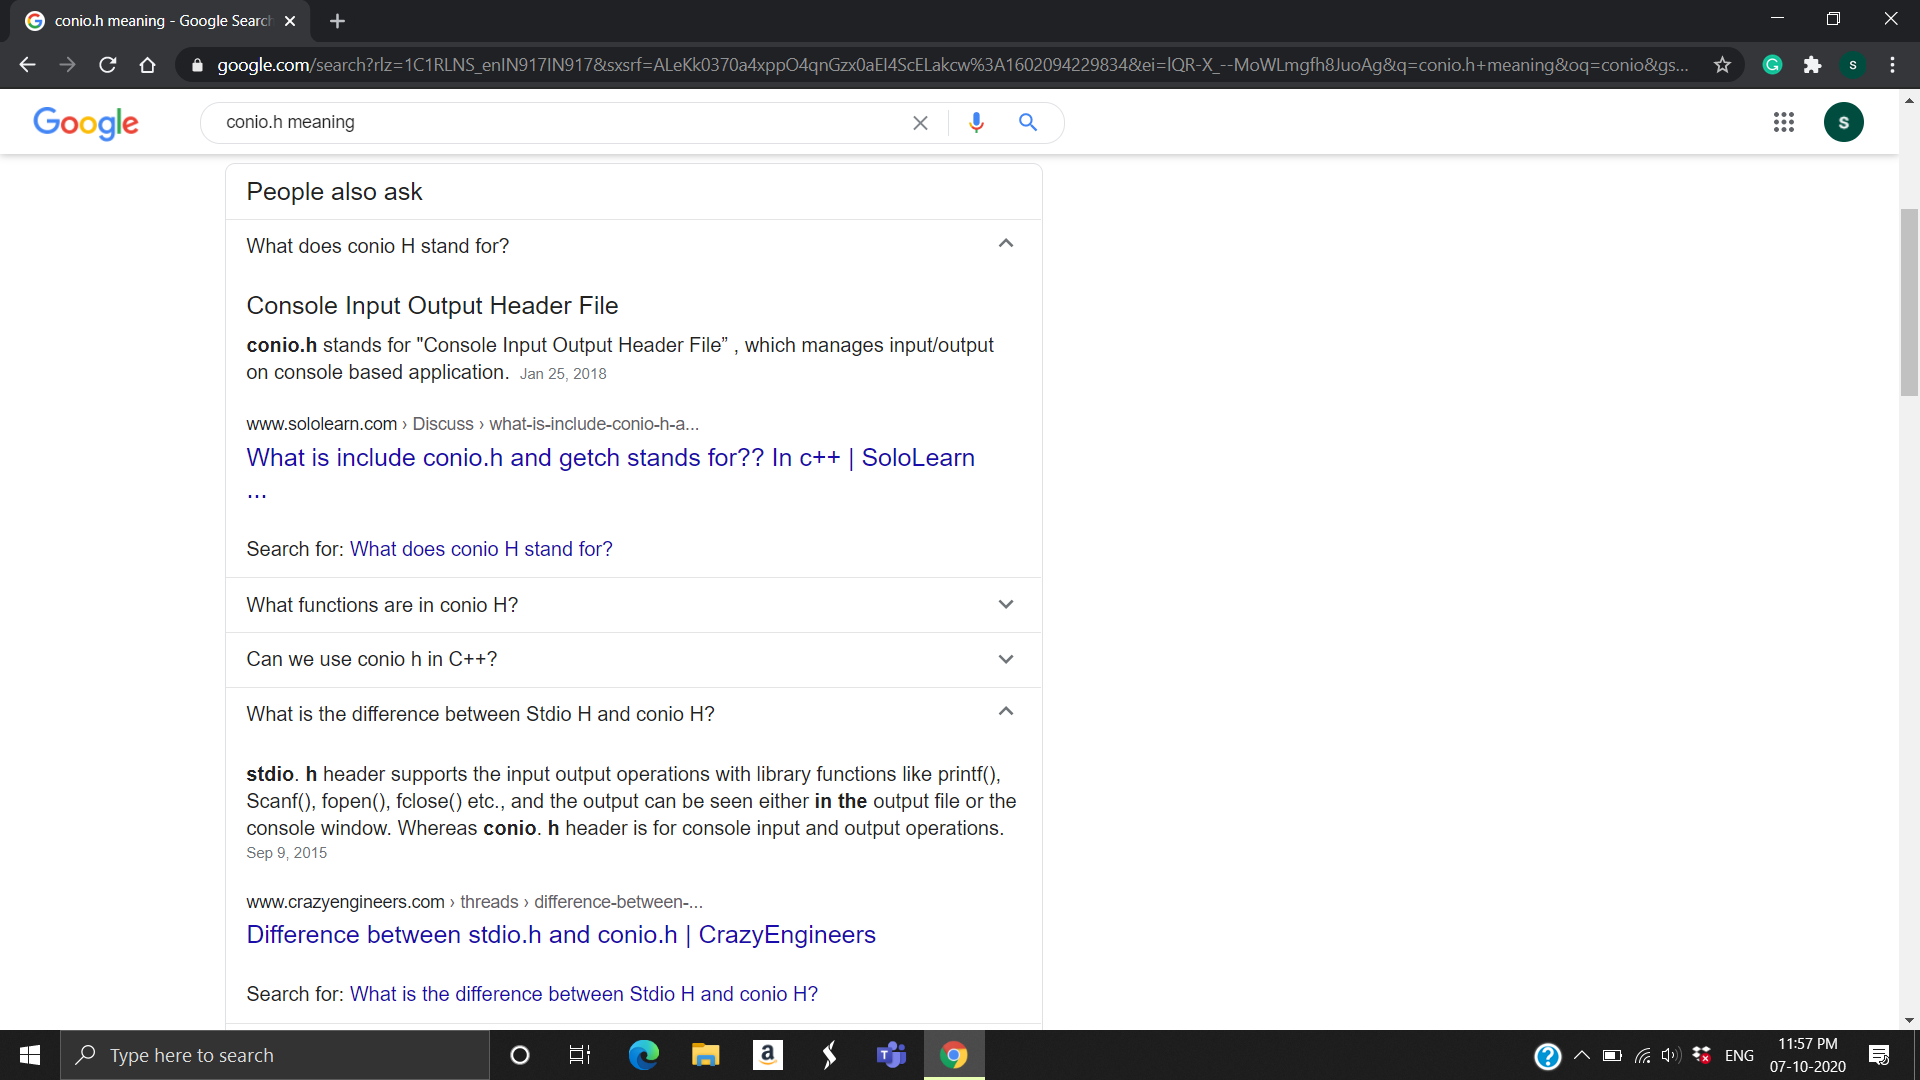 conio.h meaning - Google Search
google.com/search?rlz=1C1RLNS_enIN917IN917&sxsrf=ALeKk0370a4xppO4qnGzx0aEI4ScELakcw%3A1602094229834&ei=lQR-X_--MoWLmgfh8JuoAg&q=conio.h+meaning&oq=conio&gs...
S
Google
conio.h meaning
S
People also ask
What does conio H stand for?
Console Input Output Header File
conio.h stands for "Console Input Output Header File” , which manages input/output
on console based application. Jan 25, 2018
www.sololearn.com › Discuss › what-is-include-conio-h-a...
What is include conio.h and getch stands for?? In c++ | SoloLearn
...
Search for: What does conio H stand for?
What functions are in conio H?
Can we use conio h in C++?
What is the difference between Stdio H and conio H?
stdio. h header supports the input output operations with library functions like printf(),
Scanf(), fopen(), fclose() etc., and the output can be seen either in the output file or the
console window. Whereas conio. h header is for console input and output operations.
Sep 9, 2015
www.crazyengineers.com › threads › difference-between-...
Difference between stdio.h and conio.h | CrazyEngineers
Search for: What is the difference between Stdio H and conio H?
Type here to search
ENG
11:57 PM
07-10-2020